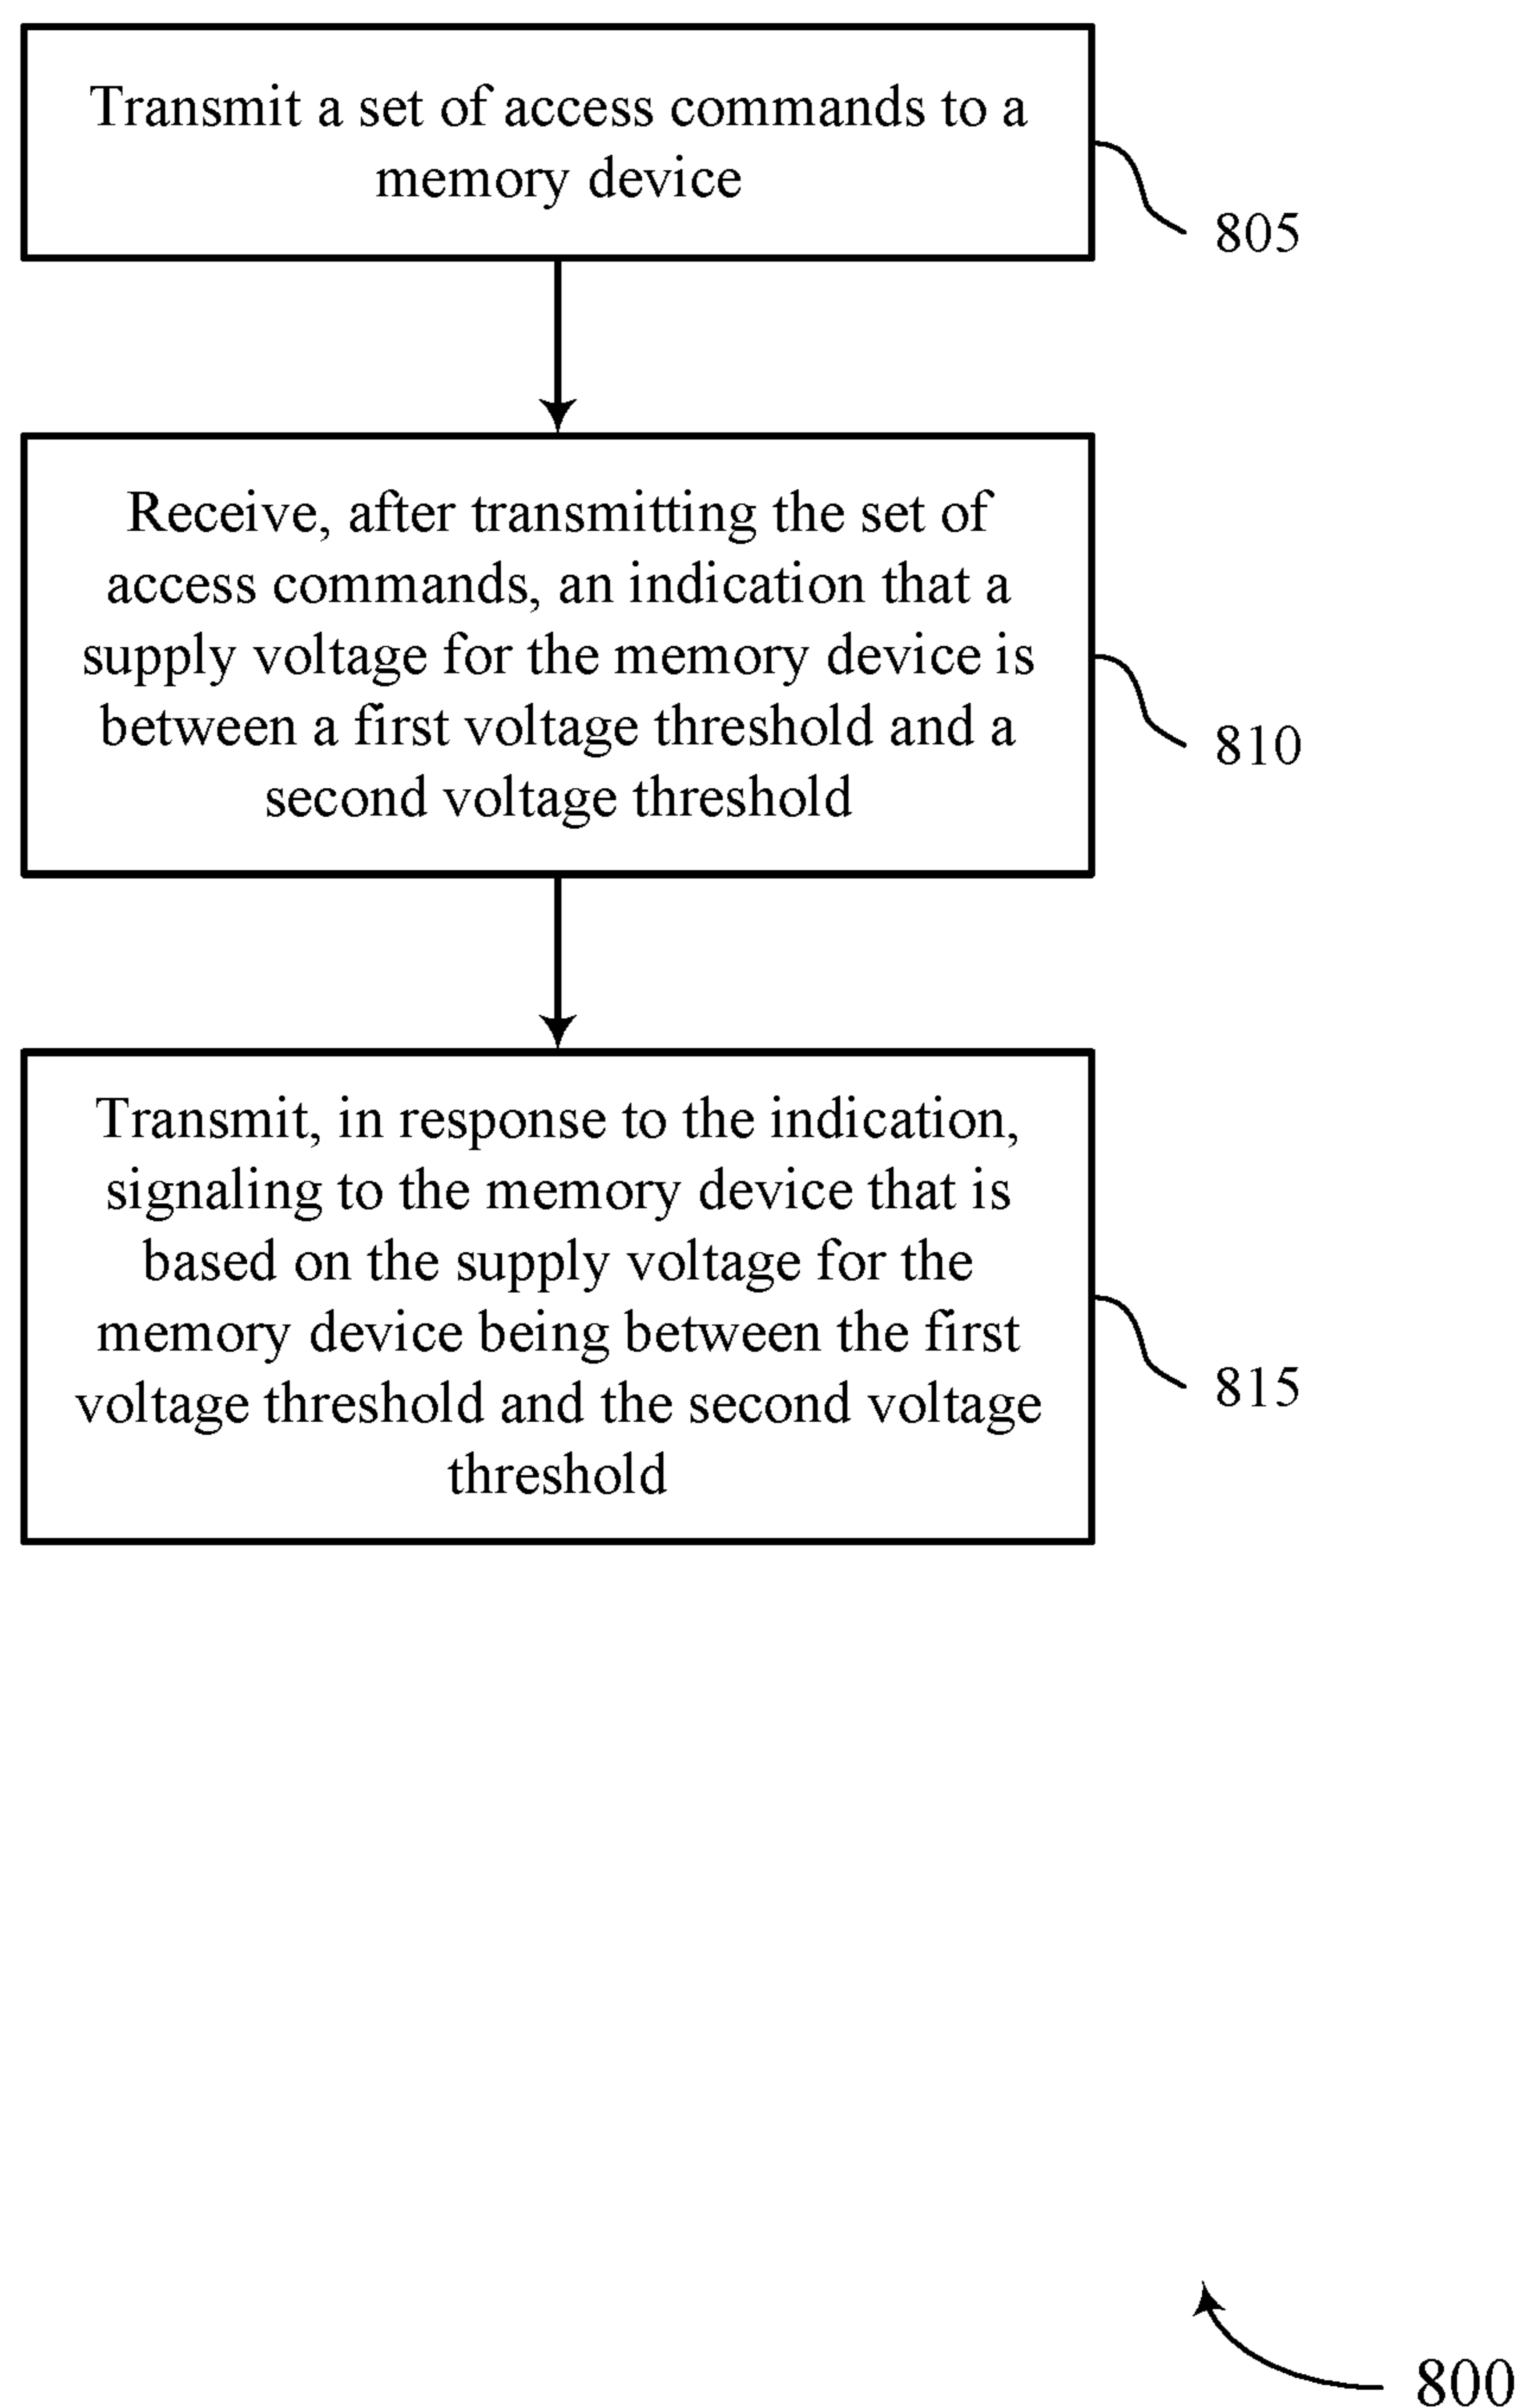 Transmit a set of access commands to a
memory device
805
Receive, after transmitting the set of
access commands, an indication that a
supply voltage for the memory device is
between a first voltage threshold and a
second voltage threshold
810
Transmit, in response to the indication,
signaling to the memory device that is
based on the supply voltage for the
memory device being between the first
voltage threshold and the second voltage
threshold
815
800